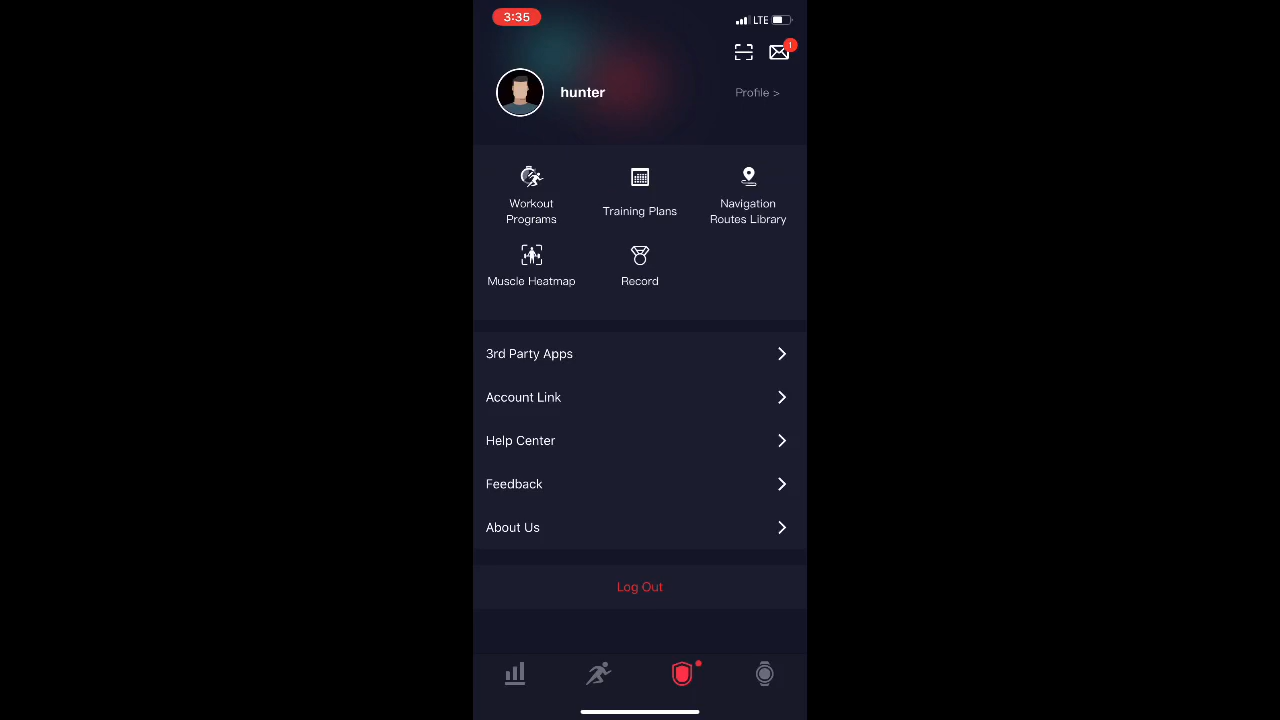 3:35
LTE
1
hunter
Profile >
Workout
Programs
Training Plans
Navigation
Routes Library
Muscle Heatmap
Record
3rd Party Apps
Account Link
Help Center
Feedback
About Us
Log Out